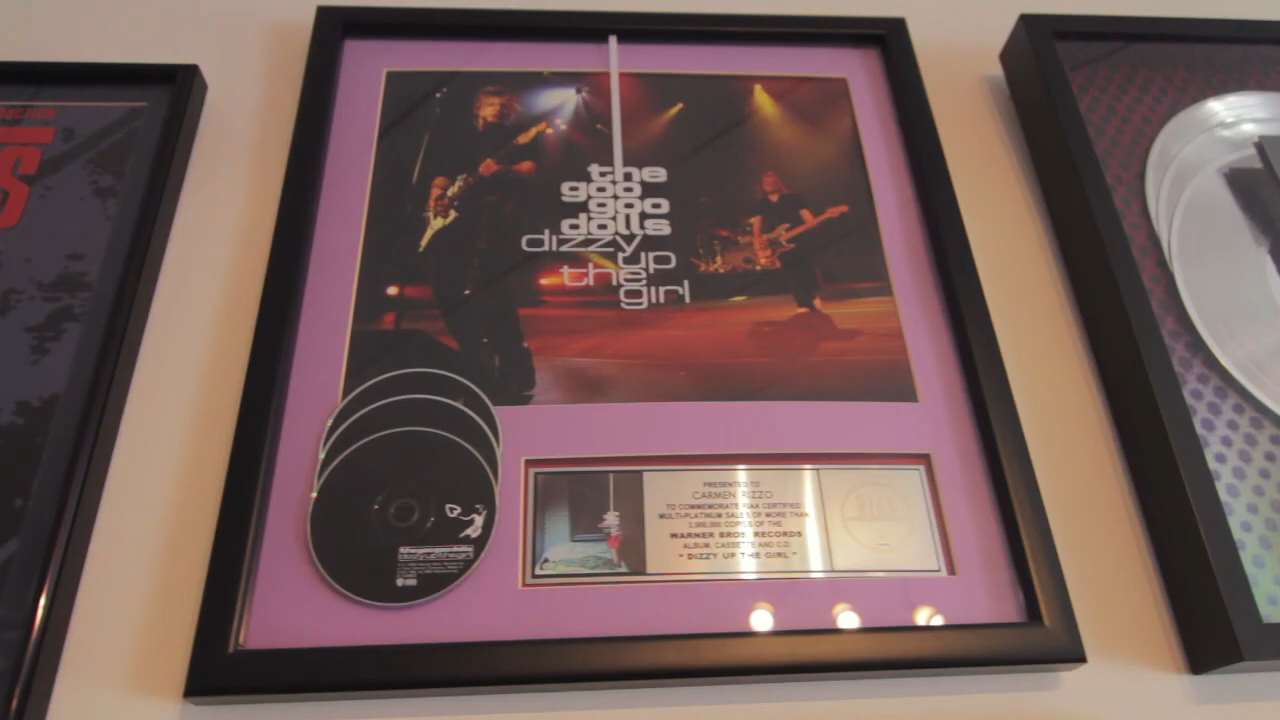 S
the
goo
goo
dolls
dizzy
up
the
girl
PRESENTED TO
CARMEN RIZZO
TO COMMEMORATE RIAA CERTIFIED
MULTI-PLATINUM SALES OF MORE THAN
3,000,000 COPIES OF THE
WARNER BROS. RECORDS
ALBUM, CASSETTE AND C.D.
"DIZZY UP THE GIRL"
thegoogoodolls
dizzyupthegirl